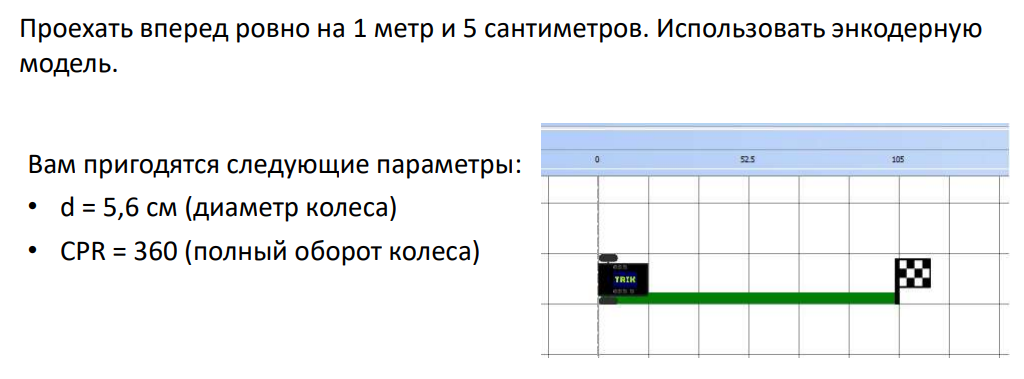 Проехать вперед ровно на 1 метр и 5 сантиметров. Использовать энкодерную
модель.
Вам пригодятся следующие параметры:
• d = 5,6 см (диаметр колеса)
• CPR = 360 (полный оборот колеса)
0 52.5 105
TRIK